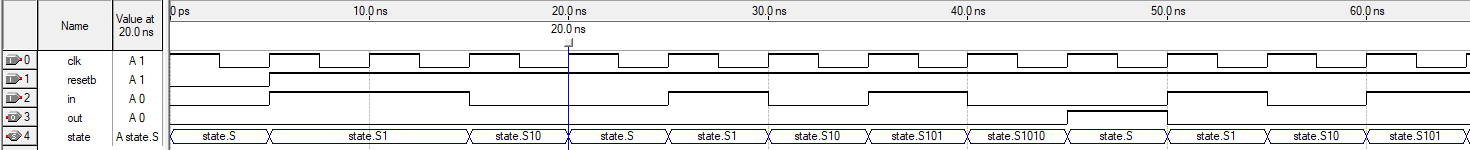 Name Value at 20.0 ns 0 ps 10.0 ns 20.0 ns 30.0 ns 40.0 ns 50.0 ns 60.0 ns
20.0 ns
0 clk A 1
1 resetb A 1
2 in A 0
3 out A 0
4 state A state.S state.S state.S1 state.S10 state.S state.S1 state.S10 state.S101 state.S1010 state.S state.S1 state.S10 state.S101